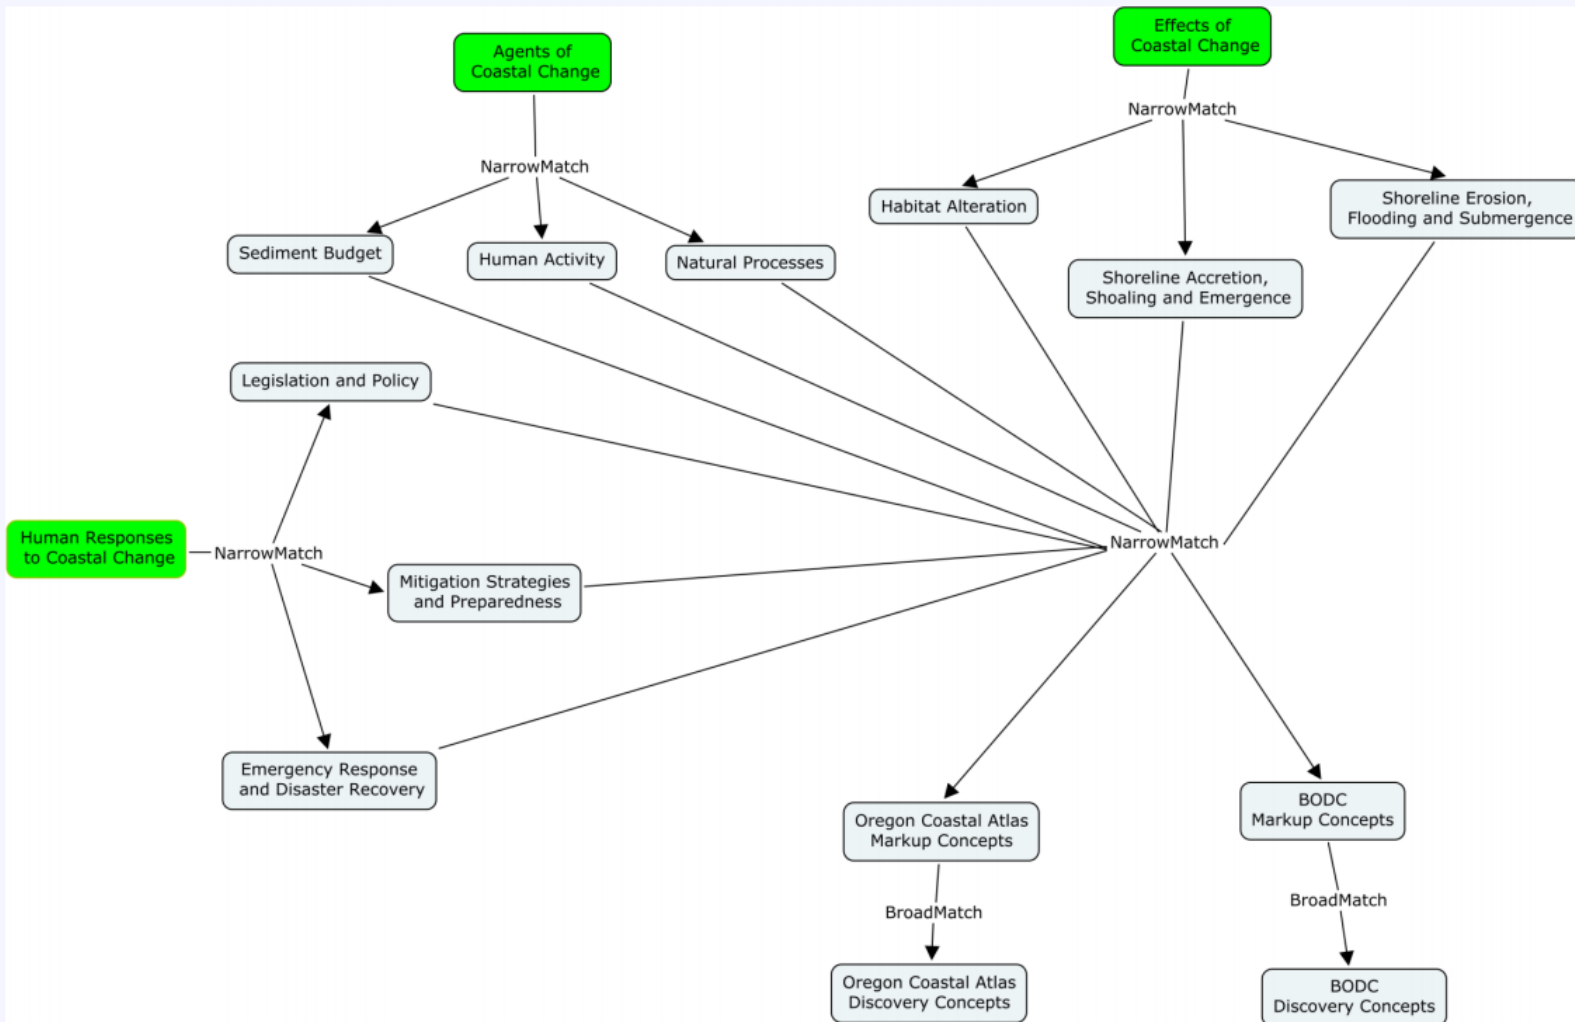 Agents of
Coastal Change
Effects of
Coastal Change
NarrowMatch
NarrowMatch
Sediment Budget
Human Activity
Natural Processes
Habitat Alteration
Shoreline Accretion,
Shoaling and Emergence
Shoreline Erosion,
Flooding and Submergence
Legislation and Policy
Human Responses
to Coastal Change
NarrowMatch
Mitigation Strategies
and Preparedness
NarrowMatch
Emergency Response
and Disaster Recovery
Oregon Coastal Atlas
Markup Concepts
BODC
Markup Concepts
BroadMatch
BroadMatch
Oregon Coastal Atlas
Discovery Concepts
BODC
Discovery Concepts